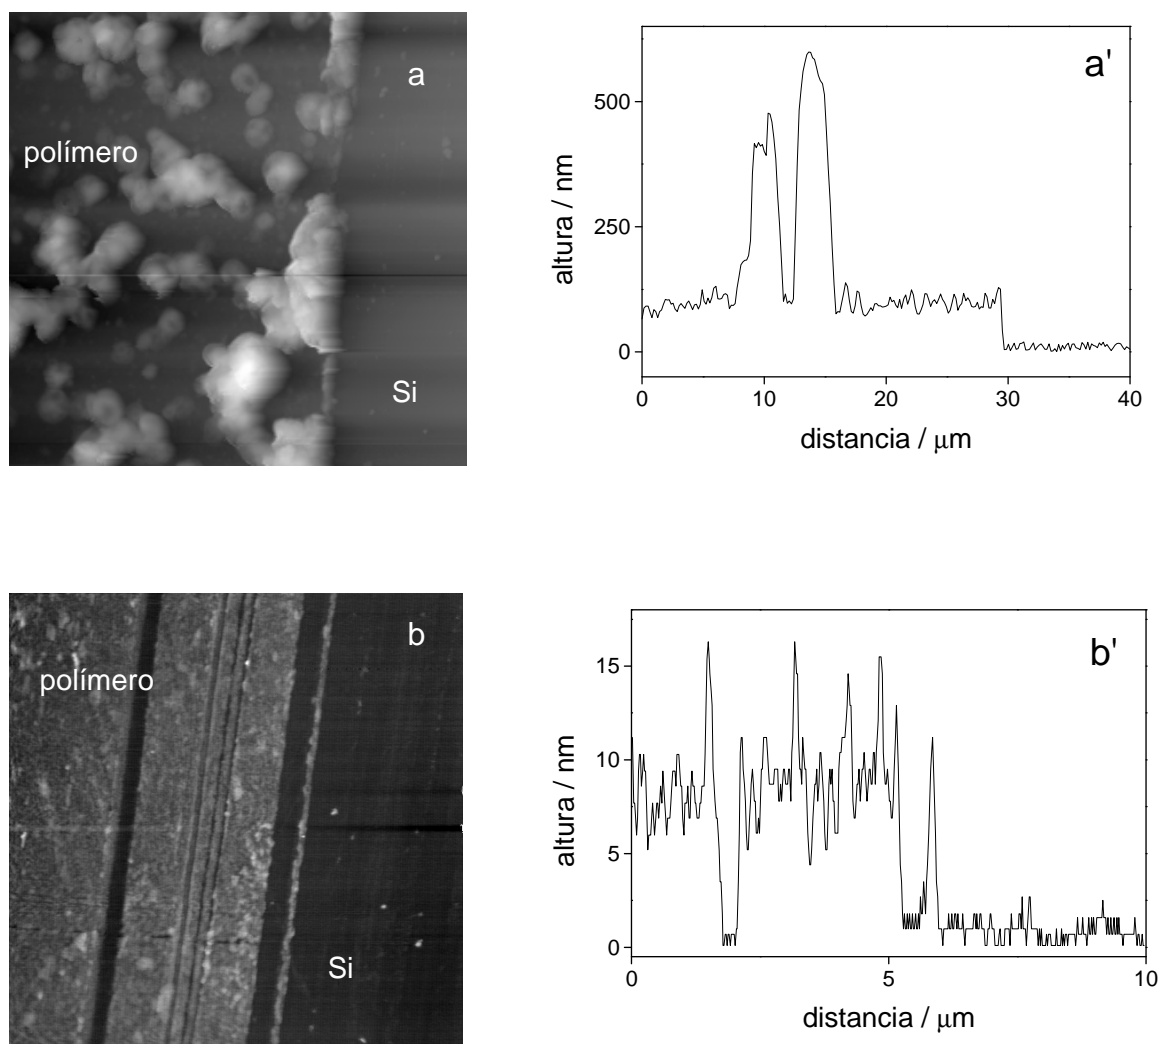 a
polímero
Si
a'
500
250
0
altura / nm
0
10
20
30
40
distancia / μm
b
polímero
Si
b'
15
10
5
0
altura / nm
0
5
10
distancia / μm